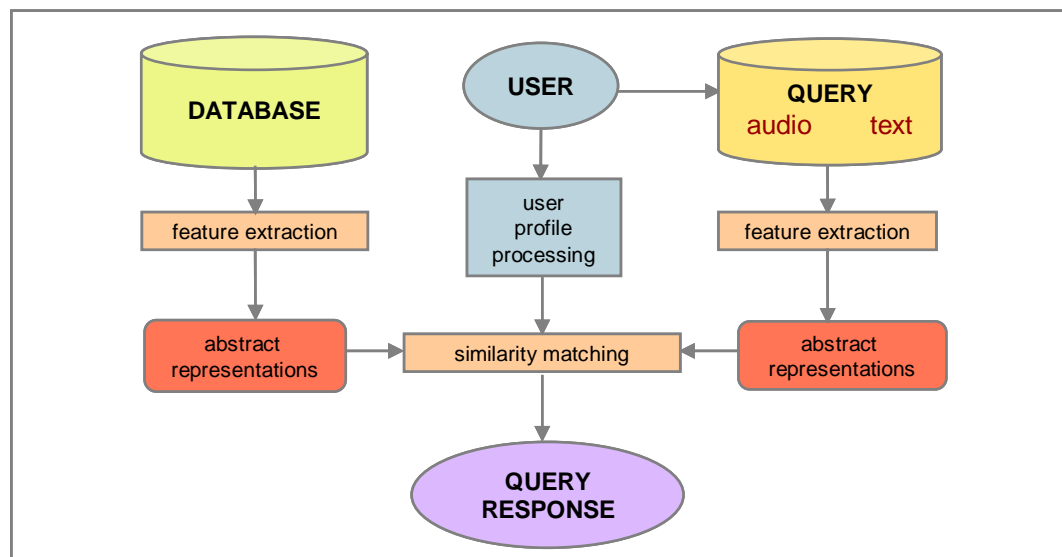 DATABASE
USER
QUERY
audio text
feature extraction
user
profile
processing
feature extraction
abstract
representations
similarity matching
abstract
representations
QUERY
RESPONSE